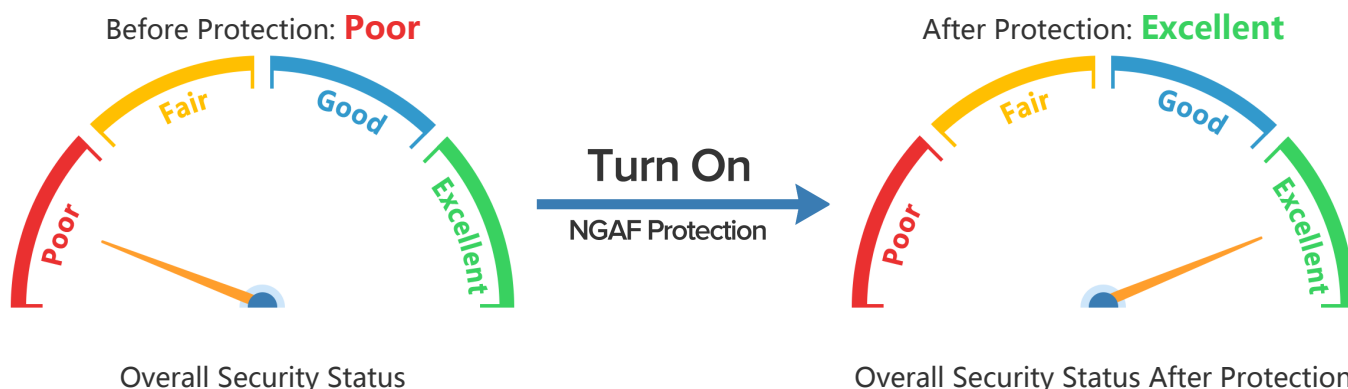 Before Protection: Poor
Poor
Fair
Good
Excellent
Overall Security Status
Turn On
NGAF Protection
After Protection: Excellent
Poor
Fair
Good
Excellent
Overall Security Status After Protection